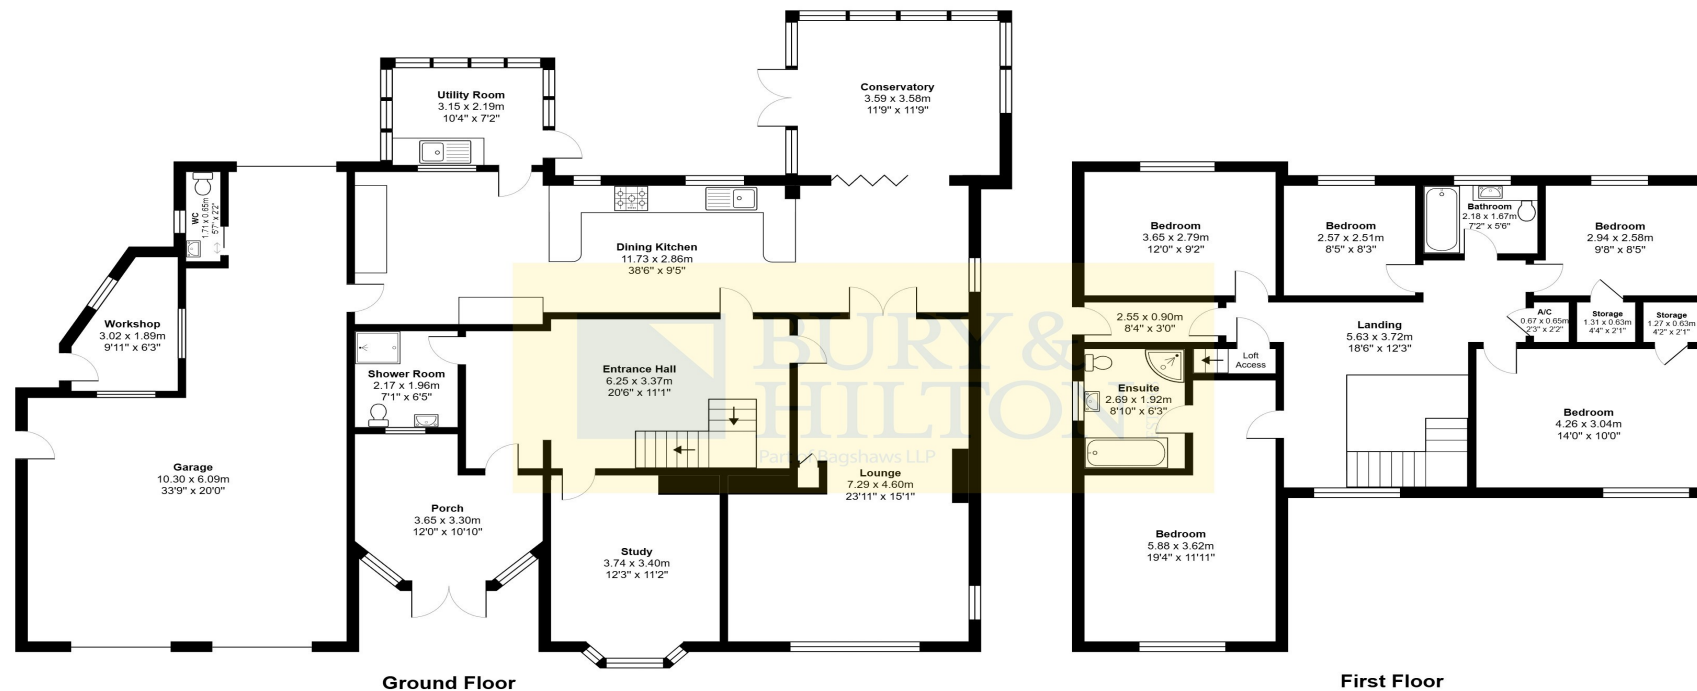 Utility Room
3.15 x 2.19m
10'4" x 7'2"
Conservatory
3.59 x 3.58m
11'9" x 11'9"
WC
1.71 x 0.65m
5'7" x 2'2"
Dining Kitchen
11.73 x 2.86m
38'6" x 9'5"
Workshop
3.02 x 1.89m
9'11" x 6'3"
Shower Room
2.17 x 1.96m
7'1" x 6'5"
Entrance Hall
6.25 x 3.37m
20'6" x 11'1"
Garage
10.30 x 6.09m
33'9" x 20'0"
Lounge
7.29 x 4.60m
23'11" x 15'1"
Porch
3.65 x 3.30m
12'0" x 10'10"
Study
3.74 x 3.40m
12'3" x 11'2"
Ground Floor
BURY &
HILTON
Part of Bagshaws LLP
Bedroom
3.65 x 2.79m
12'0" x 9'2"
Bedroom
2.57 x 2.51m
8'5" x 8'3"
Bathroom
2.18 x 1.67m
7'2" x 5'6"
Bedroom
2.94 x 2.58m
9'8" x 8'5"
2.55 x 0.90m
8'4" x 3'0"
Landing
5.63 x 3.72m
18'6" x 12'3"
A/C
0.67 x 0.65m
2'3" x 2'2"
Storage
1.31 x 0.63m
4'4" x 2'1"
Storage
1.27 x 0.63m
4'2" x 2'1"
Loft
Access
Ensuite
2.69 x 1.92m
8'10" x 6'3"
Bedroom
4.26 x 3.04m
14'0" x 10'0"
Bedroom
5.88 x 3.62m
19'4" x 11'11"
First Floor